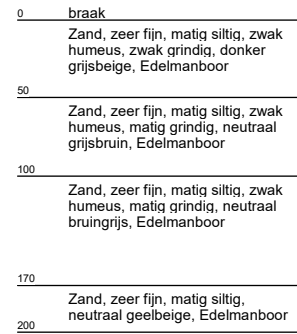 0 braak
Zand, zeer fijn, matig siltig, zwak
humeus, zwak grindig, donker
grijsbeige, Edelmanboor
50
Zand, zeer fijn, matig siltig, zwak
humeus, matig grindig, neutraal
grijsbruin, Edelmanboor
100
Zand, zeer fijn, matig siltig, zwak
humeus, matig grindig, neutraal
bruingrijs, Edelmanboor
170
Zand, zeer fijn, matig siltig,
neutraal geelbeige, Edelmanboor
200